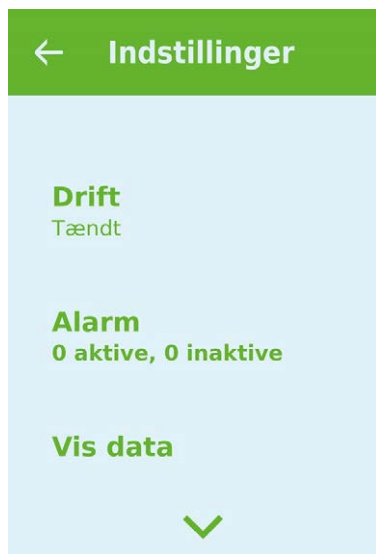 Indstillinger
Drift
Tændt
Alarm
0 aktive, 0 inaktive
Vis data